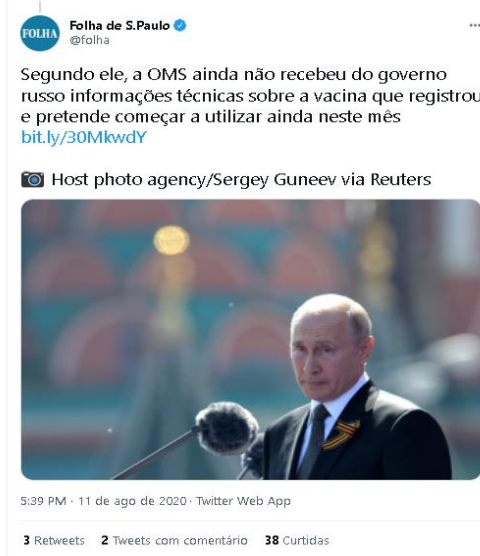 FOLHA
Folha de S.Paulo
@folha
Segundo ele, a OMS ainda não recebeu do governo
russo informações técnicas sobre a vacina que registrou
e pretende começar a utilizar ainda neste mês
bit.ly/30MkwdY
Host photo agency/Sergey Guneev via Reuters
5:39 PM · 11 de ago de 2020 · Twitter Web App
3 Retweets 2 Tweets com comentário 38 Curtidas